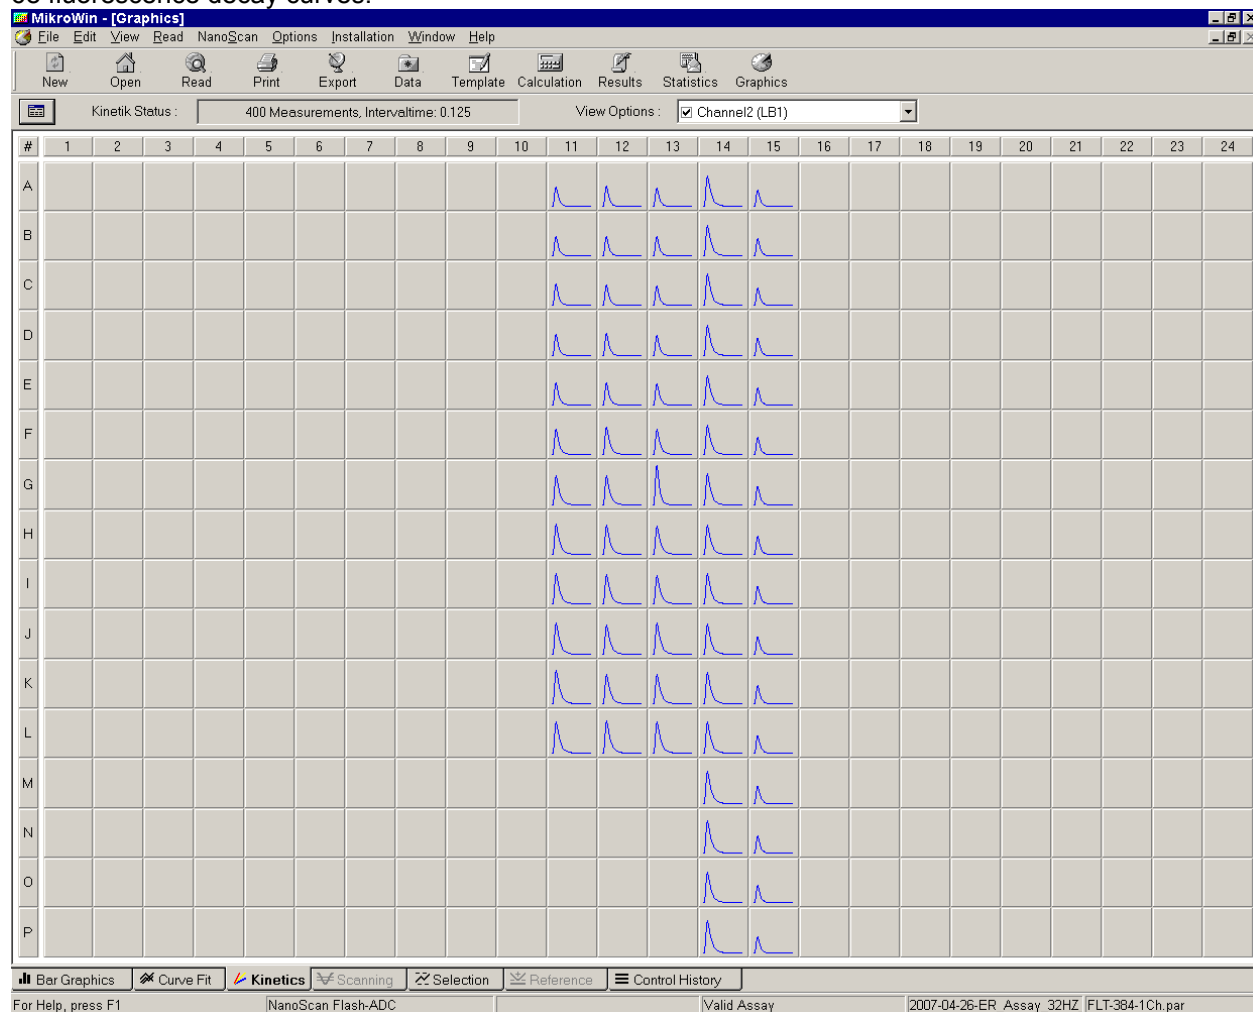 MikroWin - [Graphics]
File Edit View Read NanoScan Options Installation Window Help
New Open Read Print Export Data Template Calculation Results Statistics Graphics
Kinetik Status : 400 Measurements, Intervaltime: 0.125 View Options : Channel2 (LB1)
# 1 2 3 4 5 6 7 8 9 10 11 12 13 14 15 16 17 18 19 20 21 22 23 24
A
B
C
D
E
F
G
H
I
J
K
L
M
N
O
P
Bar Graphics Curve Fit Kinetics Scanning Selection Reference Control History
For Help, press F1 NanoScan Flash-ADC Valid Assay 2007-04-26-ER Assay 32HZ FLT-384-1Ch.par